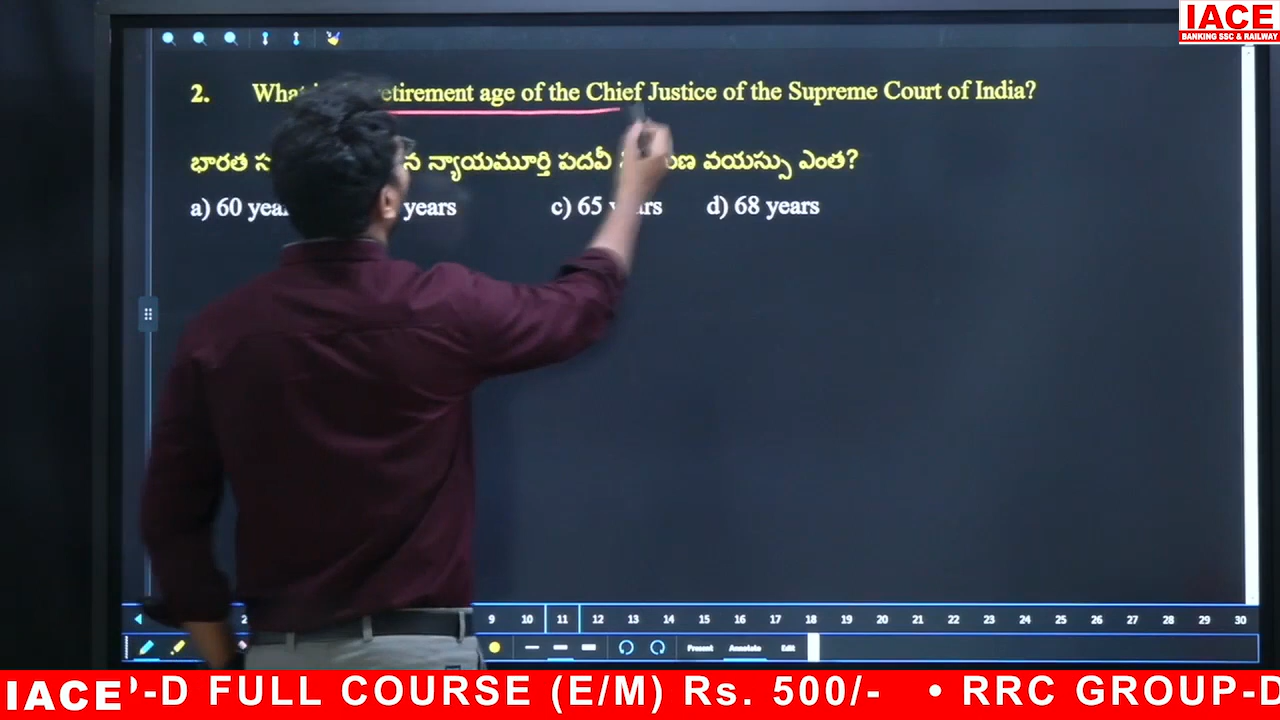 IACE
BANKING SSC & RAILWAY
2. What retirement age of the Chief Justice of the Supreme Court of India?
భారత న్యాయమూర్తి పదవీ వయస్సు ఎంత?
a) 60 years c) 65 years d) 68 years
9 10 11 12 13 14 15 16 17 18 19 20 21 22 23 24 25 26 27 28 29 30
Present Annotate Edit
IACE -D FULL COURSE (E/M) Rs. 500/- • RRC GROUP-D